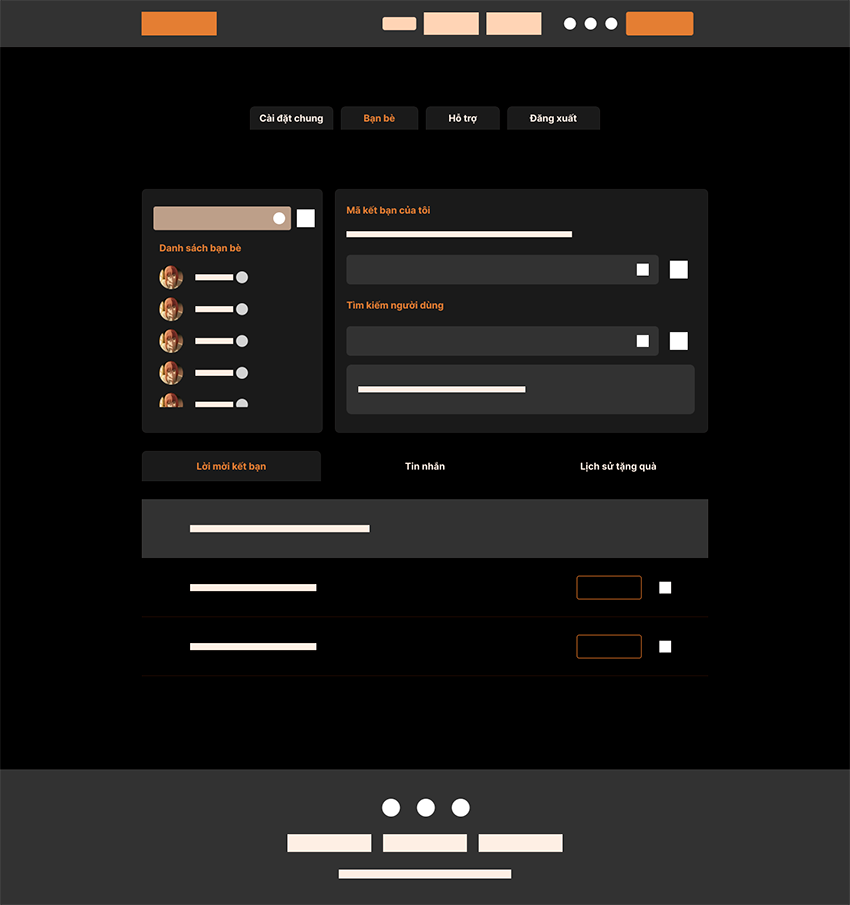 Cài đặt chung
Bạn bè
Hỗ trợ
Đăng xuất
Danh sách bạn bè
Mã kết bạn của tôi
Tìm kiếm người dùng
Lời mời kết bạn
Tin nhắn
Lịch sử tặng quà